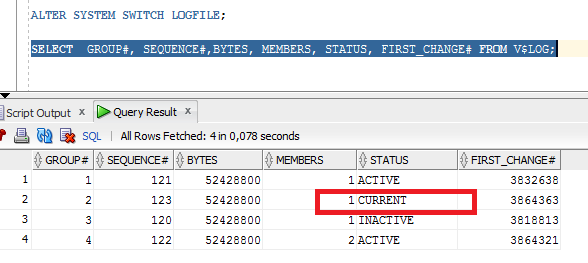 ALTER SYSTEM SWITCH LOGFILE;
SELECT GROUP#, SEQUENCE#,BYTES, MEMBERS, STATUS, FIRST_CHANGE# FROM V$LOG;
Script Output x Query Result x
SQL | All Rows Fetched: 4 in 0,078 seconds
GROUP# SEQUENCE# BYTES MEMBERS STATUS FIRST_CHANGE#
1 1 121 52428800 1 ACTIVE 3832638
2 2 123 52428800 1 CURRENT 3864363
3 3 120 52428800 1 INACTIVE 3818813
4 4 122 52428800 2 ACTIVE 3864321